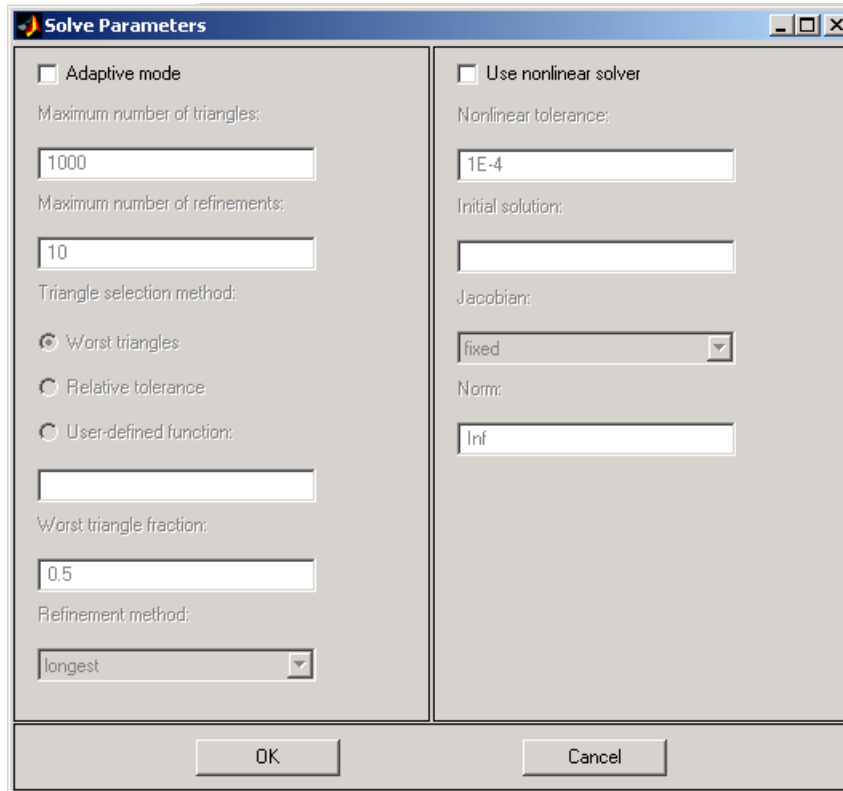 Solve Parameters
Adaptive mode
Maximum number of triangles:
1000
Maximum number of refinements:
10
Triangle selection method:
Worst triangles
Relative tolerance
User-defined function:
Worst triangle fraction:
0.5
Refinement method:
longest
Use nonlinear solver
Nonlinear tolerance:
1E-4
Initial solution:
Jacobian:
fixed
Norm:
Inf
OK
Cancel